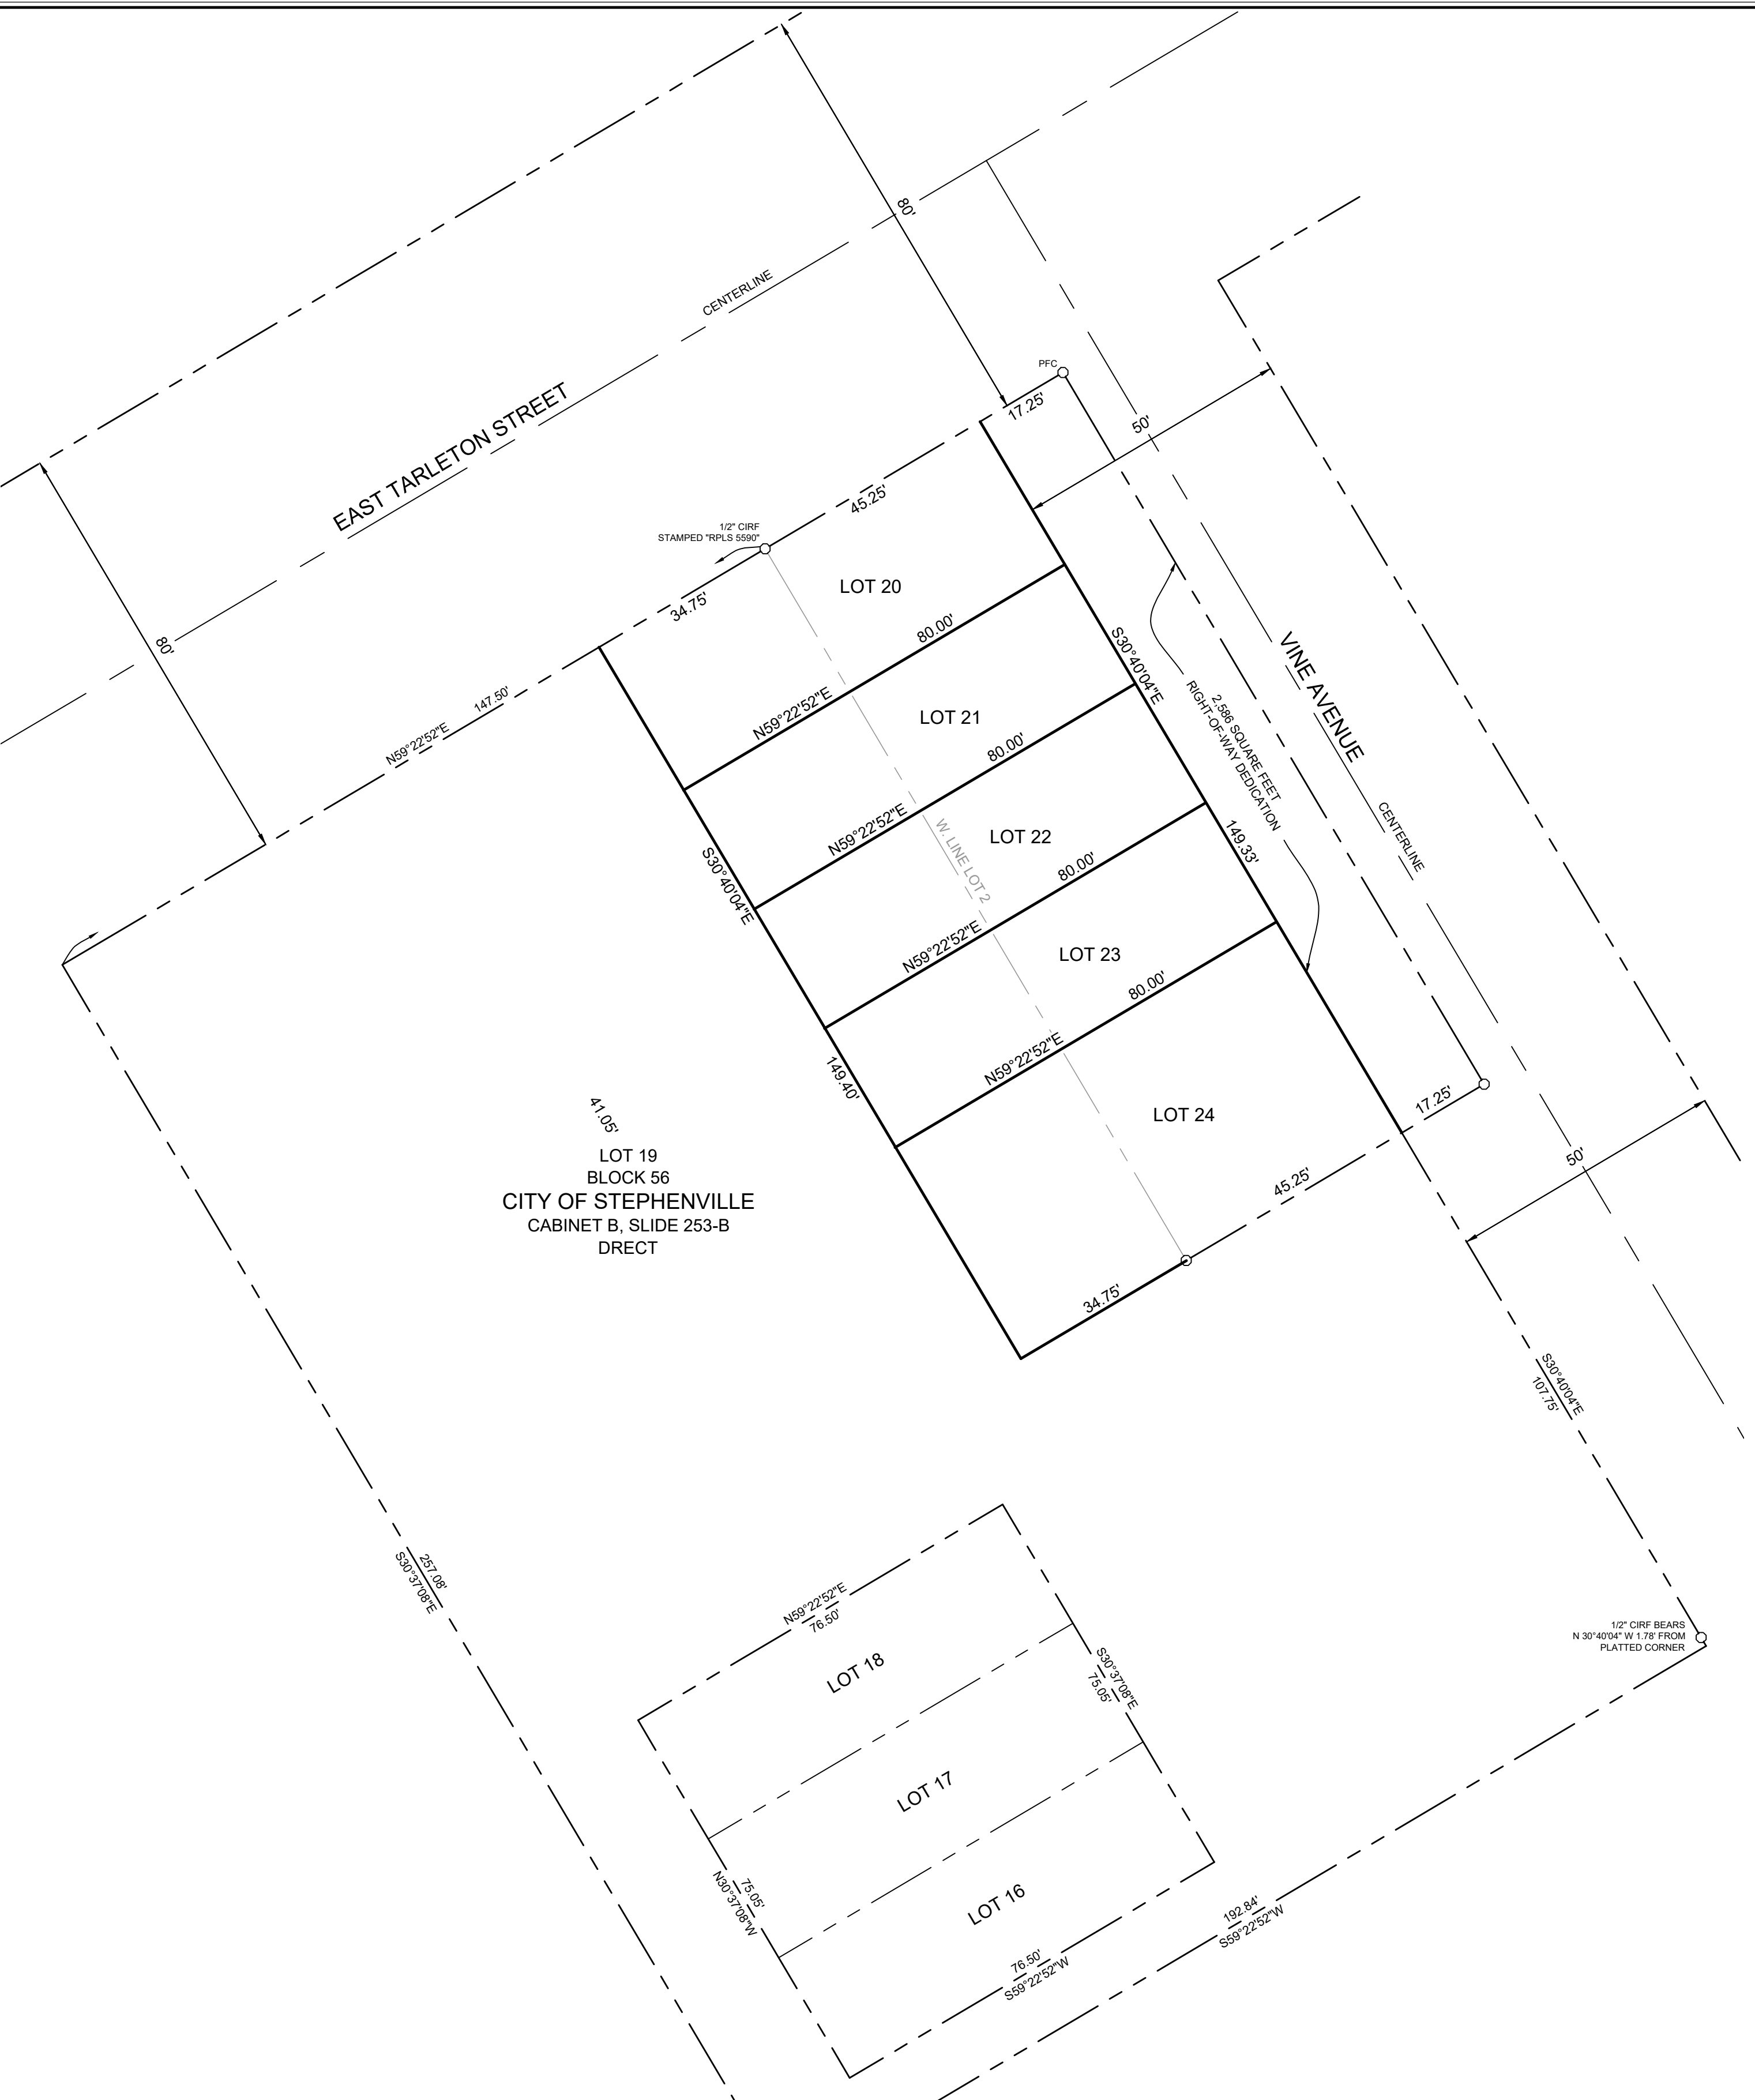 80'
CENTERLINE
EAST TARLETON STREET
80'
PFC
17.25'
50'
45.25'
1/2" CIRF
STAMPED "RPLS 5590"
34.75'
LOT 20
80.00'
N59°22'52"E
147.50'
N59°22'52"E
S30°40'04"E
VINE AVENUE
2,586 SQUARE FEET
RIGHT-OF-WAY DEDICATION
LOT 21
80.00'
N59°22'52"E
CENTERLINE
W. LINE LOT 2
LOT 22
149.33'
S30°40'04"E
80.00'
N59°22'52"E
LOT 23
80.00'
N59°22'52"E
149.40'
LOT 24
17.25'
50'
45.25'
34.75'
41.05'
LOT 19
BLOCK 56
CITY OF STEPHENVILLE
CABINET B, SLIDE 253-B
DRECT
S30°40'04"E
107.75'
257.08'
S30°37'08"E
N59°22'52"E
76.50'
1/2" CIRF BEARS
N 30°40'04" W 1.78' FROM
PLATTED CORNER
LOT 18
S30°37'08"E
75.05'
LOT 17
75.05'
N30°37'08"W
LOT 16
192.84'
S59°22'52"W
76.50'
S59°22'52"W